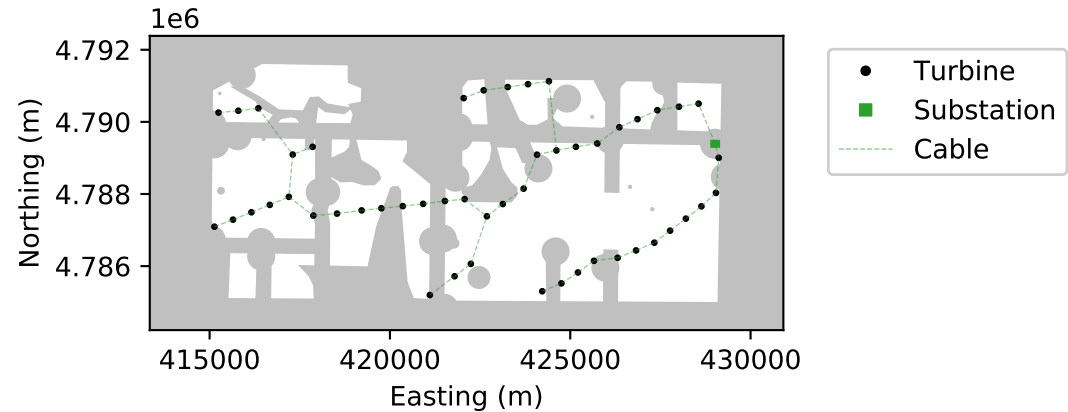 1e6
4.792
4.790
4.788
4.786
Northing (m)
415000 420000 425000 430000
Easting (m)
Turbine
Substation
Cable